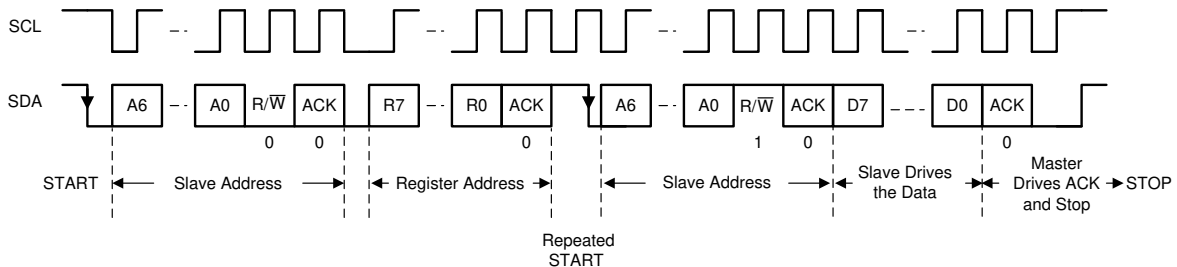 SCL
SDA
A6 A0 R/W ACK R7 R0 ACK A6 A0 R/W ACK D7 D0 ACK
0 0 0 1 0 0
START Slave Address Register Address Slave Address Slave Drives the Data Master Drives ACK and Stop STOP
Repeated START